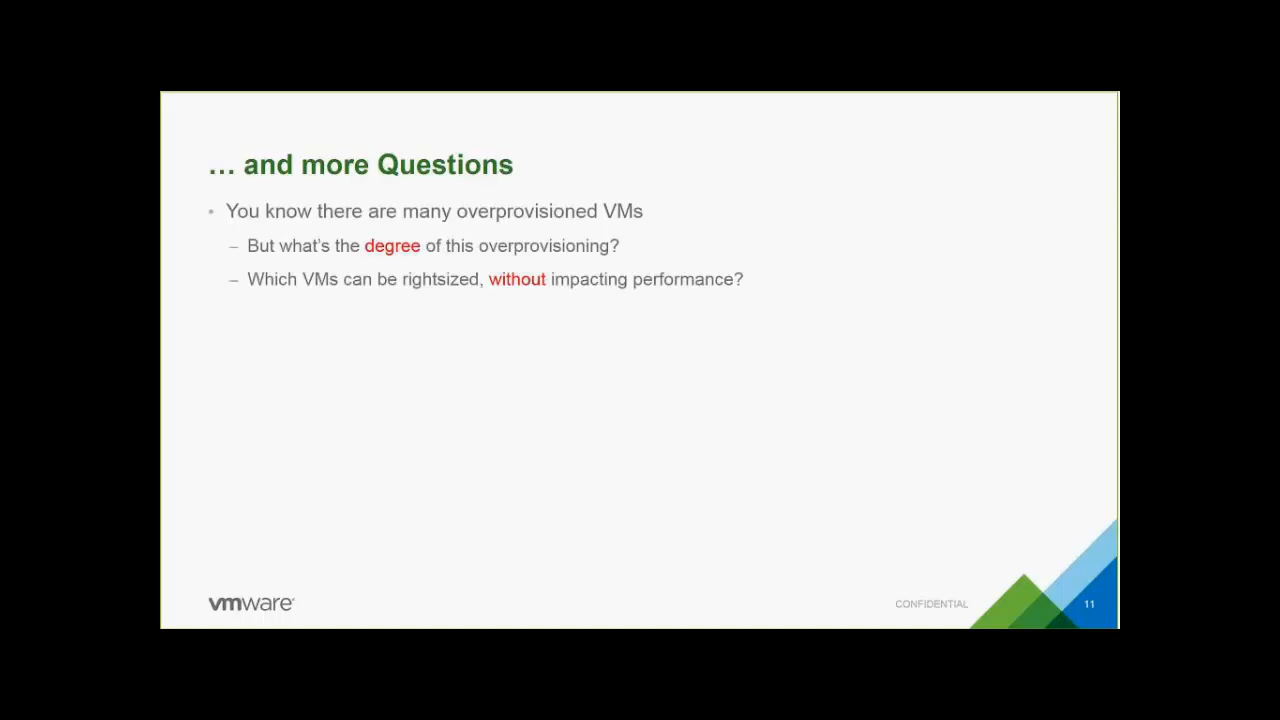 … and more Questions
• You know there are many overprovisioned VMs
– But what's the degree of this overprovisioning?
– Which VMs can be rightsized, without impacting performance?
vmware
CONFIDENTIAL
11